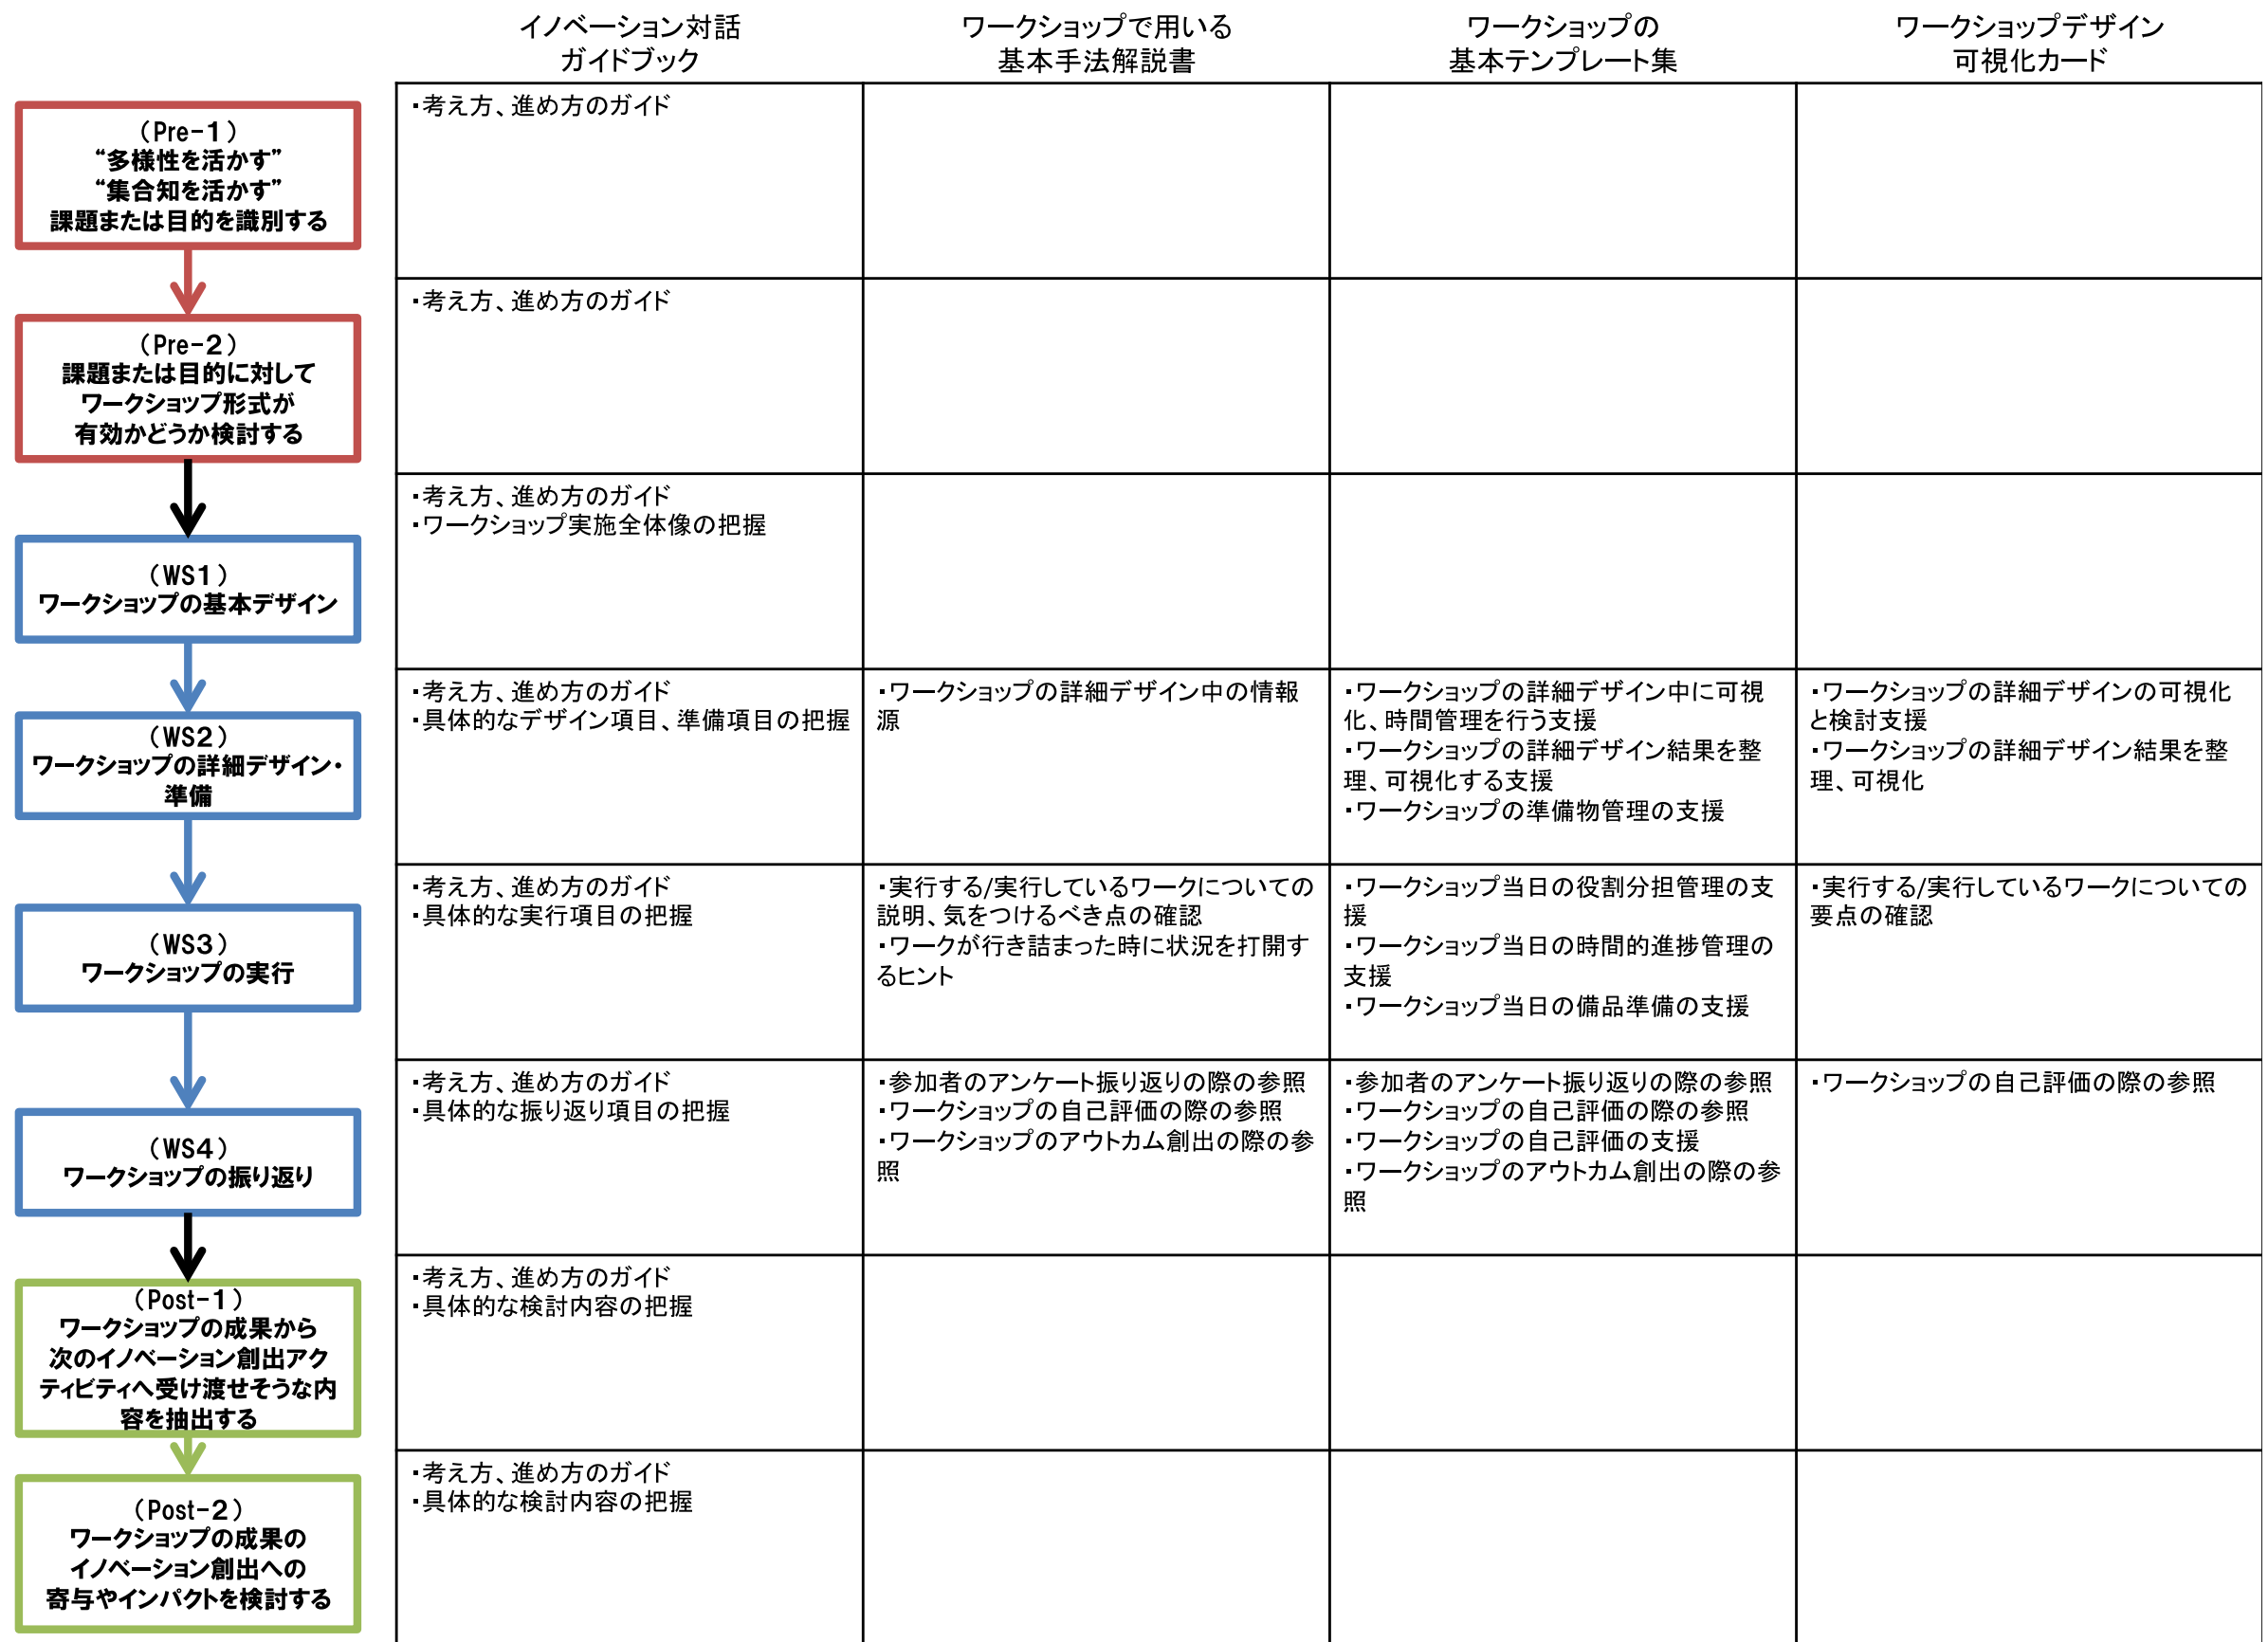 イノベーション対話
ガイドブック
ワークショップで用いる
基本手法解説書
ワークショップの
基本テンプレート集
ワークショップデザイン
可視化カード
（Pre-1）
“多様性を活かす”
“集合知を活かす”
課題または目的を識別する
・考え方、進め方のガイド
（Pre-2）
課題または目的に対して
ワークショップ形式が
有効かどうか検討する
・考え方、進め方のガイド
（WS1）
ワークショップの基本デザイン
・考え方、進め方のガイド
・ワークショップ実施全体像の把握
（WS2）
ワークショップの詳細デザイン・
準備
・考え方、進め方のガイド
・具体的なデザイン項目、準備項目の把握
・ワークショップの詳細デザイン中の情報
源
・ワークショップの詳細デザイン中に可視
化、時間管理を行う支援
・ワークショップの詳細デザイン結果を整
理、可視化する支援
・ワークショップの準備物管理の支援
・ワークショップの詳細デザインの可視化
と検討支援
・ワークショップの詳細デザイン結果を整
理、可視化
（WS3）
ワークショップの実行
・考え方、進め方のガイド
・具体的な実行項目の把握
・実行する/実行しているワークについての
説明、気をつけるべき点の確認
・ワークが行き詰まった時に状況を打開す
るヒント
・ワークショップ当日の役割分担管理の支
援
・ワークショップ当日の時間的進捗管理の
支援
・ワークショップ当日の備品準備の支援
・実行する/実行しているワークについての
要点の確認
（WS4）
ワークショップの振り返り
・考え方、進め方のガイド
・具体的な振り返り項目の把握
・参加者のアンケート振り返りの際の参照
・ワークショップの自己評価の際の参照
・ワークショップのアウトカム創出の際の参
照
・参加者のアンケート振り返りの際の参照
・ワークショップの自己評価の際の参照
・ワークショップの自己評価の支援
・ワークショップのアウトカム創出の際の参
照
・ワークショップの自己評価の際の参照
（Post-1）
ワークショップの成果から
次のイノベーション創出アク
ティビティへ受け渡せそうな内
容を抽出する
・考え方、進め方のガイド
・具体的な検討内容の把握
（Post-2）
ワークショップの成果の
イノベーション創出への
寄与やインパクトを検討する
・考え方、進め方のガイド
・具体的な検討内容の把握